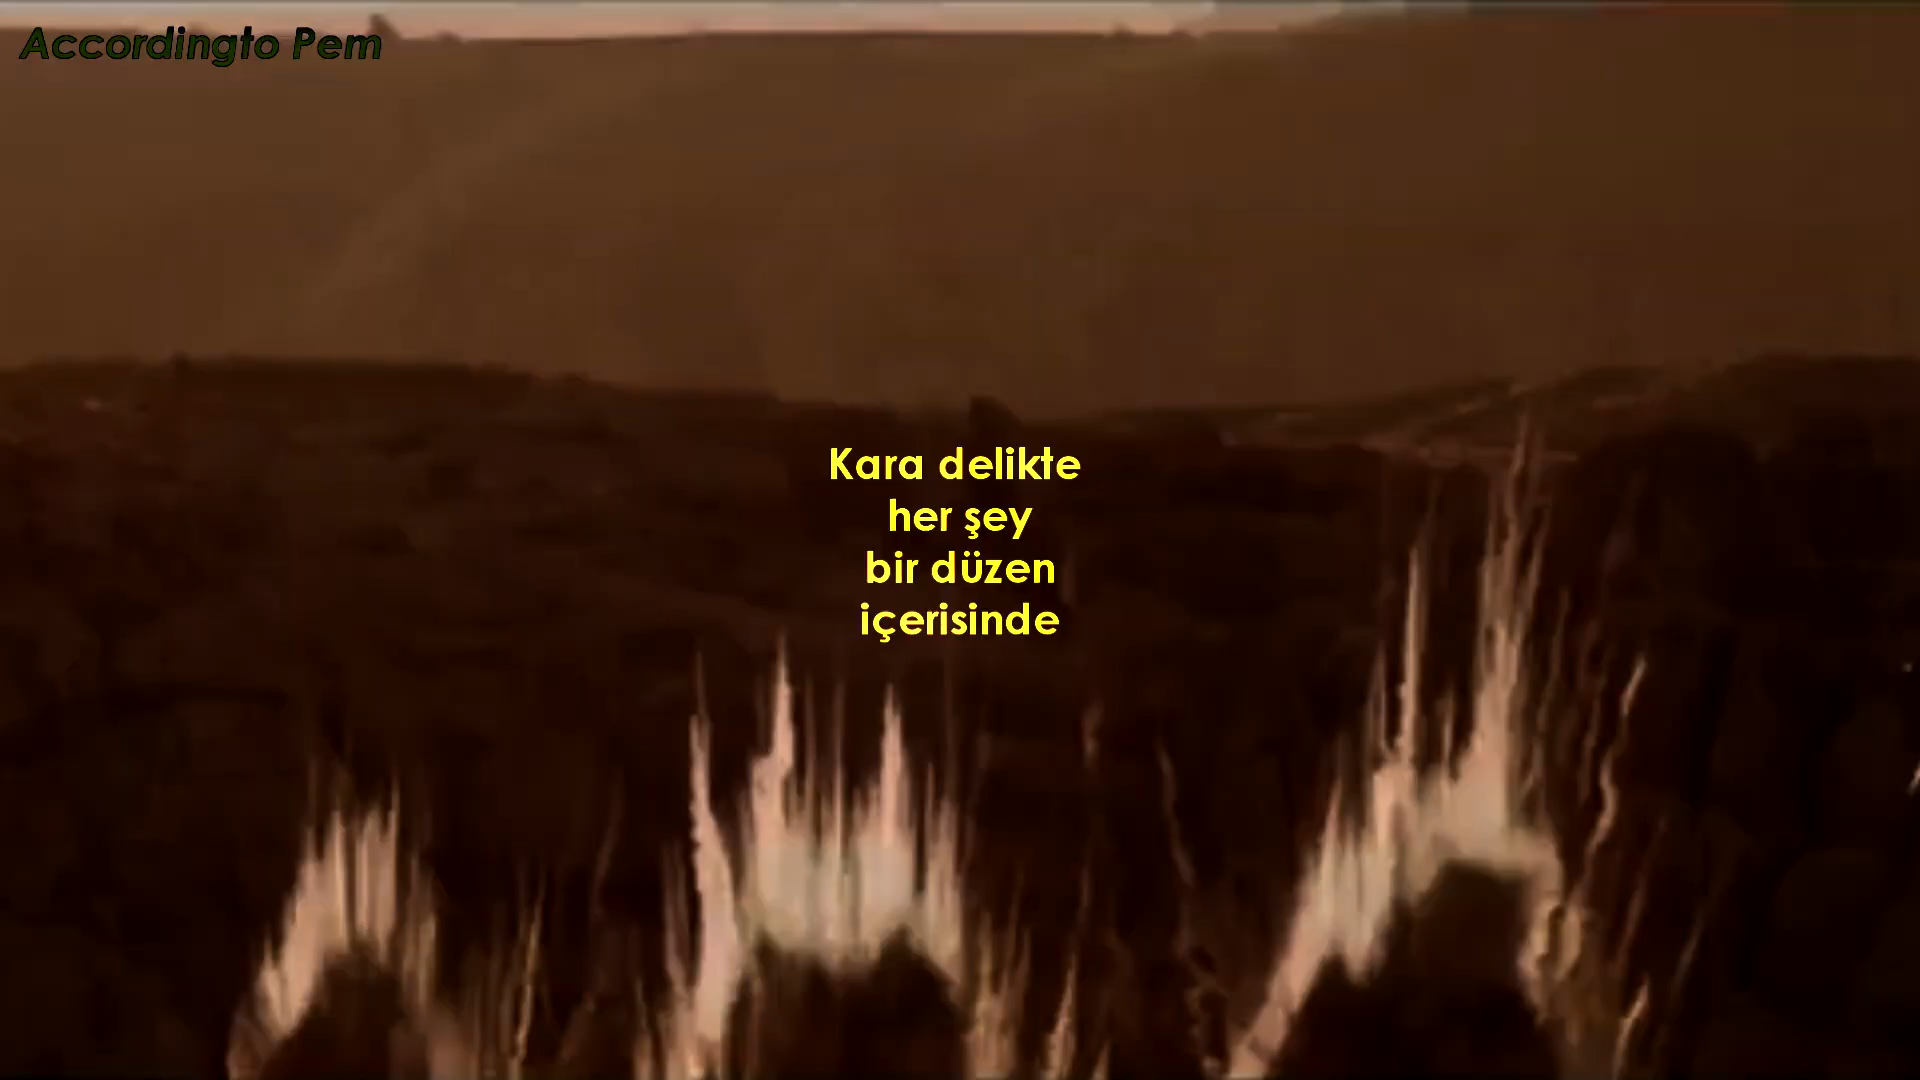 Accordingto Pem
Kara delikte
her şey
bir düzen
içerisinde